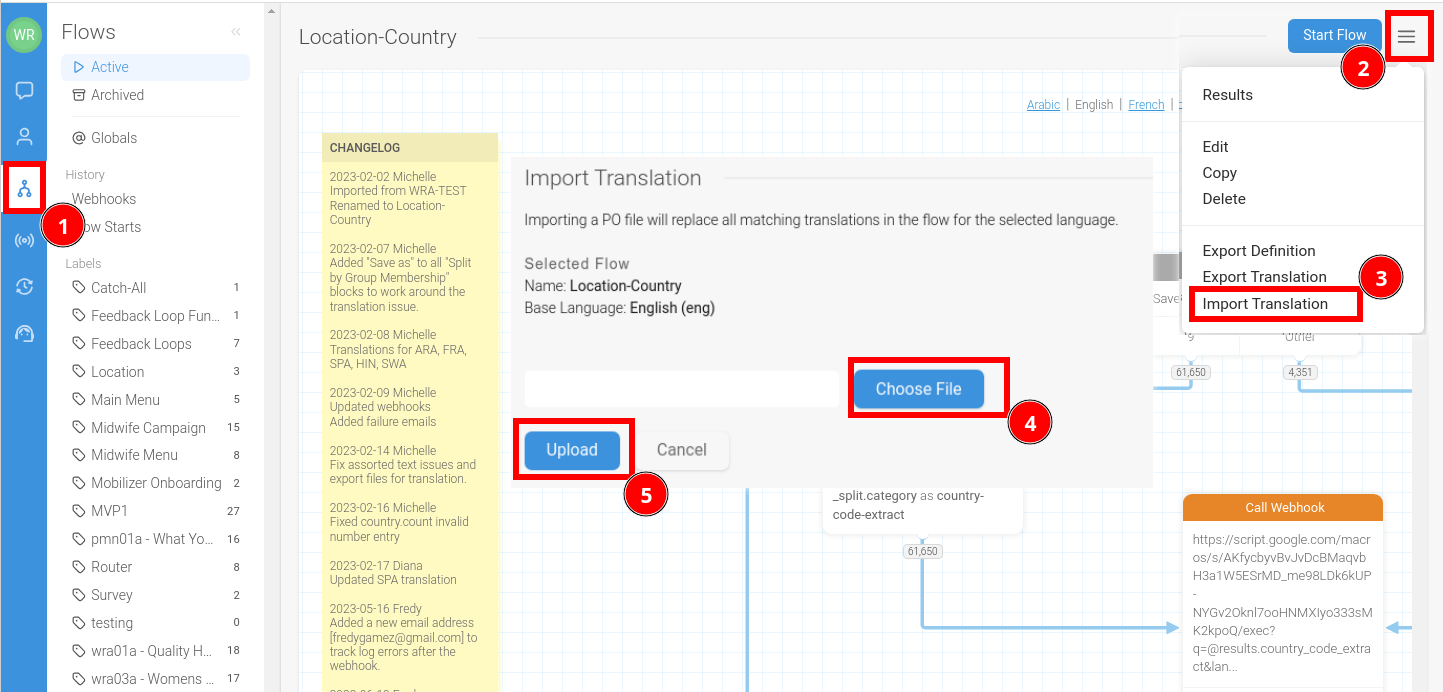 WR
Flows
Active
Archived
Globals
History
Webhooks
ow Starts
Labels
Catch-All 1
Feedback Loop Fun... 1
Feedback Loops 7
Location 3
Main Menu 5
Midwife Campaign 15
Midwife Menu 8
Mobilizer Onboarding 2
MVP1 27
pmn01a - What Yo... 16
Router 8
Survey 2
testing 0
wra01a - Quality H... 18
wra03a - Womens ... 17
1
Location-Country
Start Flow
2
Arabic | English | French |
CHANGELOG
2023-02-02 Michelle
Imported from WRA-TEST
Renamed to Location-
Country
2023-02-07 Michelle
Added "Save as" to all "Split
by Group Membership"
blocks to work around the
translation issue.
2023-02-08 Michelle
Translations for ARA, FRA,
SPA, HIN, SWA
2023-02-09 Michelle
Updated webhooks
Added failure emails
2023-02-14 Michelle
Fix assorted text issues and
export files for translation.
2023-02-16 Michelle
Fixed country.count invalid
number entry
2023-02-17 Diana
Updated SPA translation
2023-05-16 Fredy
Added a new email address
[fredygamez@gmail.com] to
track log errors after the
webhook.
Import Translation
Importing a PO file will replace all matching translations in the flow for the selected language.
Selected Flow
Name: Location-Country
Base Language: English (eng)
Choose File
4
Upload
Cancel
5
Results
Edit
Copy
Delete
Export Definition
Export Translation
3
Import Translation
Save
Other
61,650
4,351
_split.category as country-
code-extract
61,650
Call Webhook
https://script.google.com/macr
os/s/AKfycbyvBvJvDcBMaqvb
H3a1W5ESrMD_me98LDk6kUP
-
NYGv2Oknl7ooHNMXIyo333sM
K2kpoQ/exec?
q=@results.country_code_extra
ct&lan...